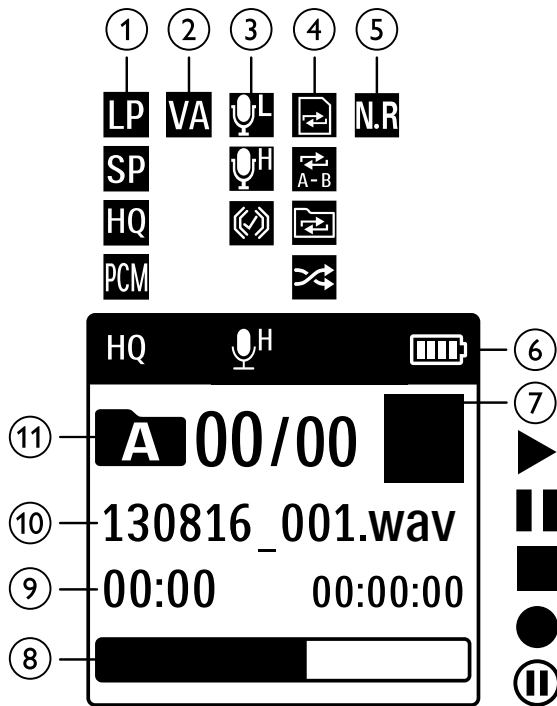 1 2 3 4 5
LP VA L N.R
SP H A-B
HQ
PCM
HQ H 6
7
11 A 00/00
10 130816_001.wav
9 00:00 00:00:00
8